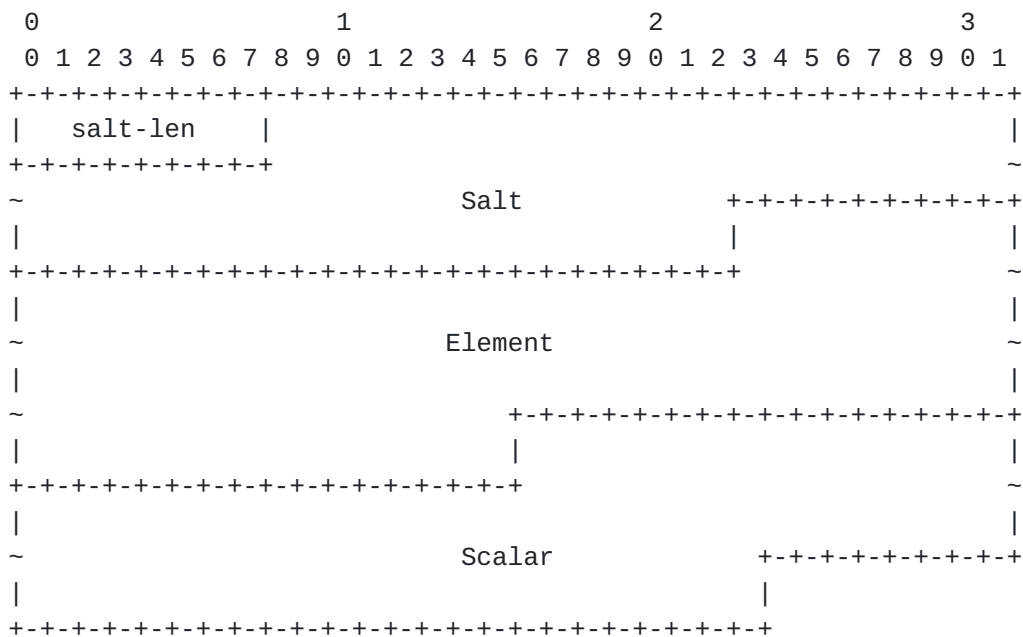 0                   1                   2                   3
 0 1 2 3 4 5 6 7 8 9 0 1 2 3 4 5 6 7 8 9 0 1 2 3 4 5 6 7 8 9 0 1
+-+-+-+-+-+-+-+-+-+-+-+-+-+-+-+-+-+-+-+-+-+-+-+-+-+-+-+-+-+-+-+-+
|   salt-len    |                                               |
+-+-+-+-+-+-+-+-+                                               ~
~                            Salt             +-+-+-+-+-+-+-+-+-+
|                                             |                 |
+-+-+-+-+-+-+-+-+-+-+-+-+-+-+-+-+-+-+-+-+-+-+-+                 ~
|                                                               |
~                           Element                             ~
|                                                               |
~                               +-+-+-+-+-+-+-+-+-+-+-+-+-+-+-+-+
|                               |                               |
+-+-+-+-+-+-+-+-+-+-+-+-+-+-+-+-+                               ~
|                                                               |
~                            Scalar             +-+-+-+-+-+-+-+-+
|                                               |
+-+-+-+-+-+-+-+-+-+-+-+-+-+-+-+-+-+-+-+-+-+-+-+-+